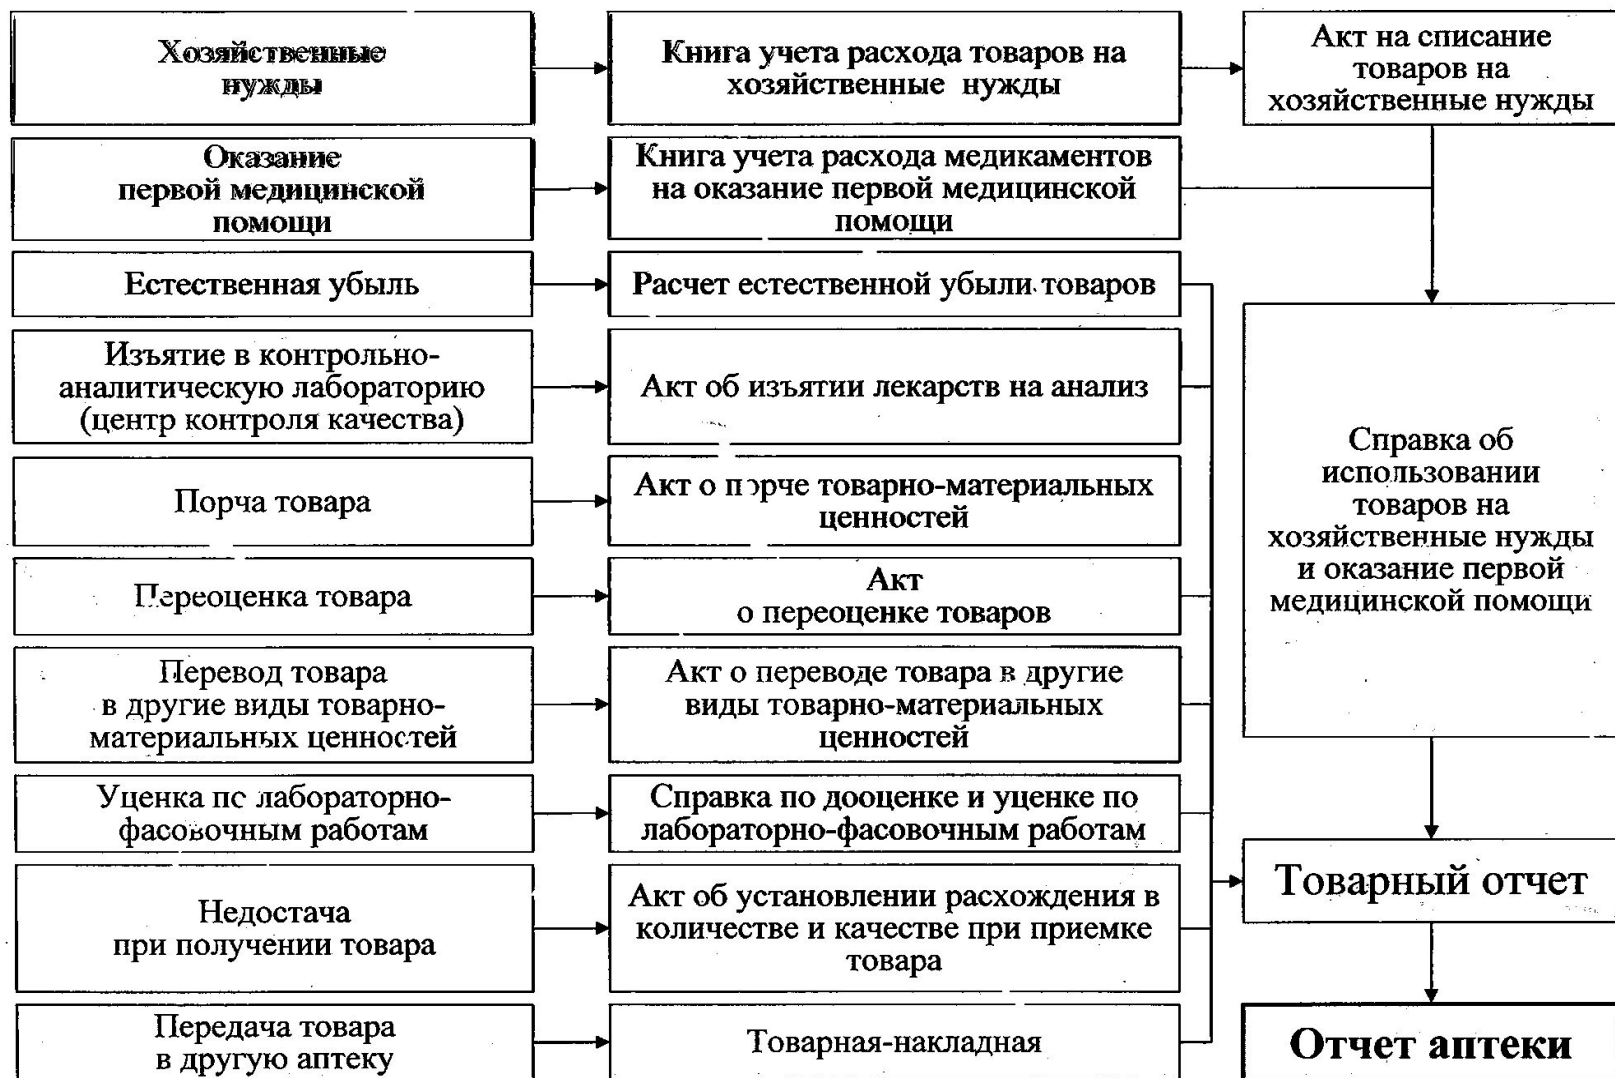 Хозяйственные
нужды
Книга учета расхода товаров на
хозяйственные нужды
Акт на списание
товаров на
хозяйственные нужды
Оказание
первой медицинской
помощи
Книга учета расхода медикаментов
на оказание первой медицинской
помощи
Естественная убыль
Расчет естественной убыли товаров
Изъятие в контрольно-
аналитическую лабораторию
(центр контроля качества)
Акт об изъятии лекарств на анализ
Порча товара
Акт о порче товарно-материальных
ценностей
Переоценка товара
Акт
о переоценке товаров
Перевод товара
в другие виды товарно-
материальных ценностей
Акт о переводе товара в другие
виды товарно-материальных
ценностей
Справка об
использовании
товаров на
хозяйственные нужды
и оказание первой
медицинской помощи
Уценка по лабораторно-
фасовочным работам
Справка по дооценке и уценке по
лабораторно-фасовочным работам
Недостача
при получении товара
Акт об установлении расхождения в
количестве и качестве при приемке
товара
Товарный отчет
Передача товара
в другую аптеку
Товарная-накладная
Отчет аптеки